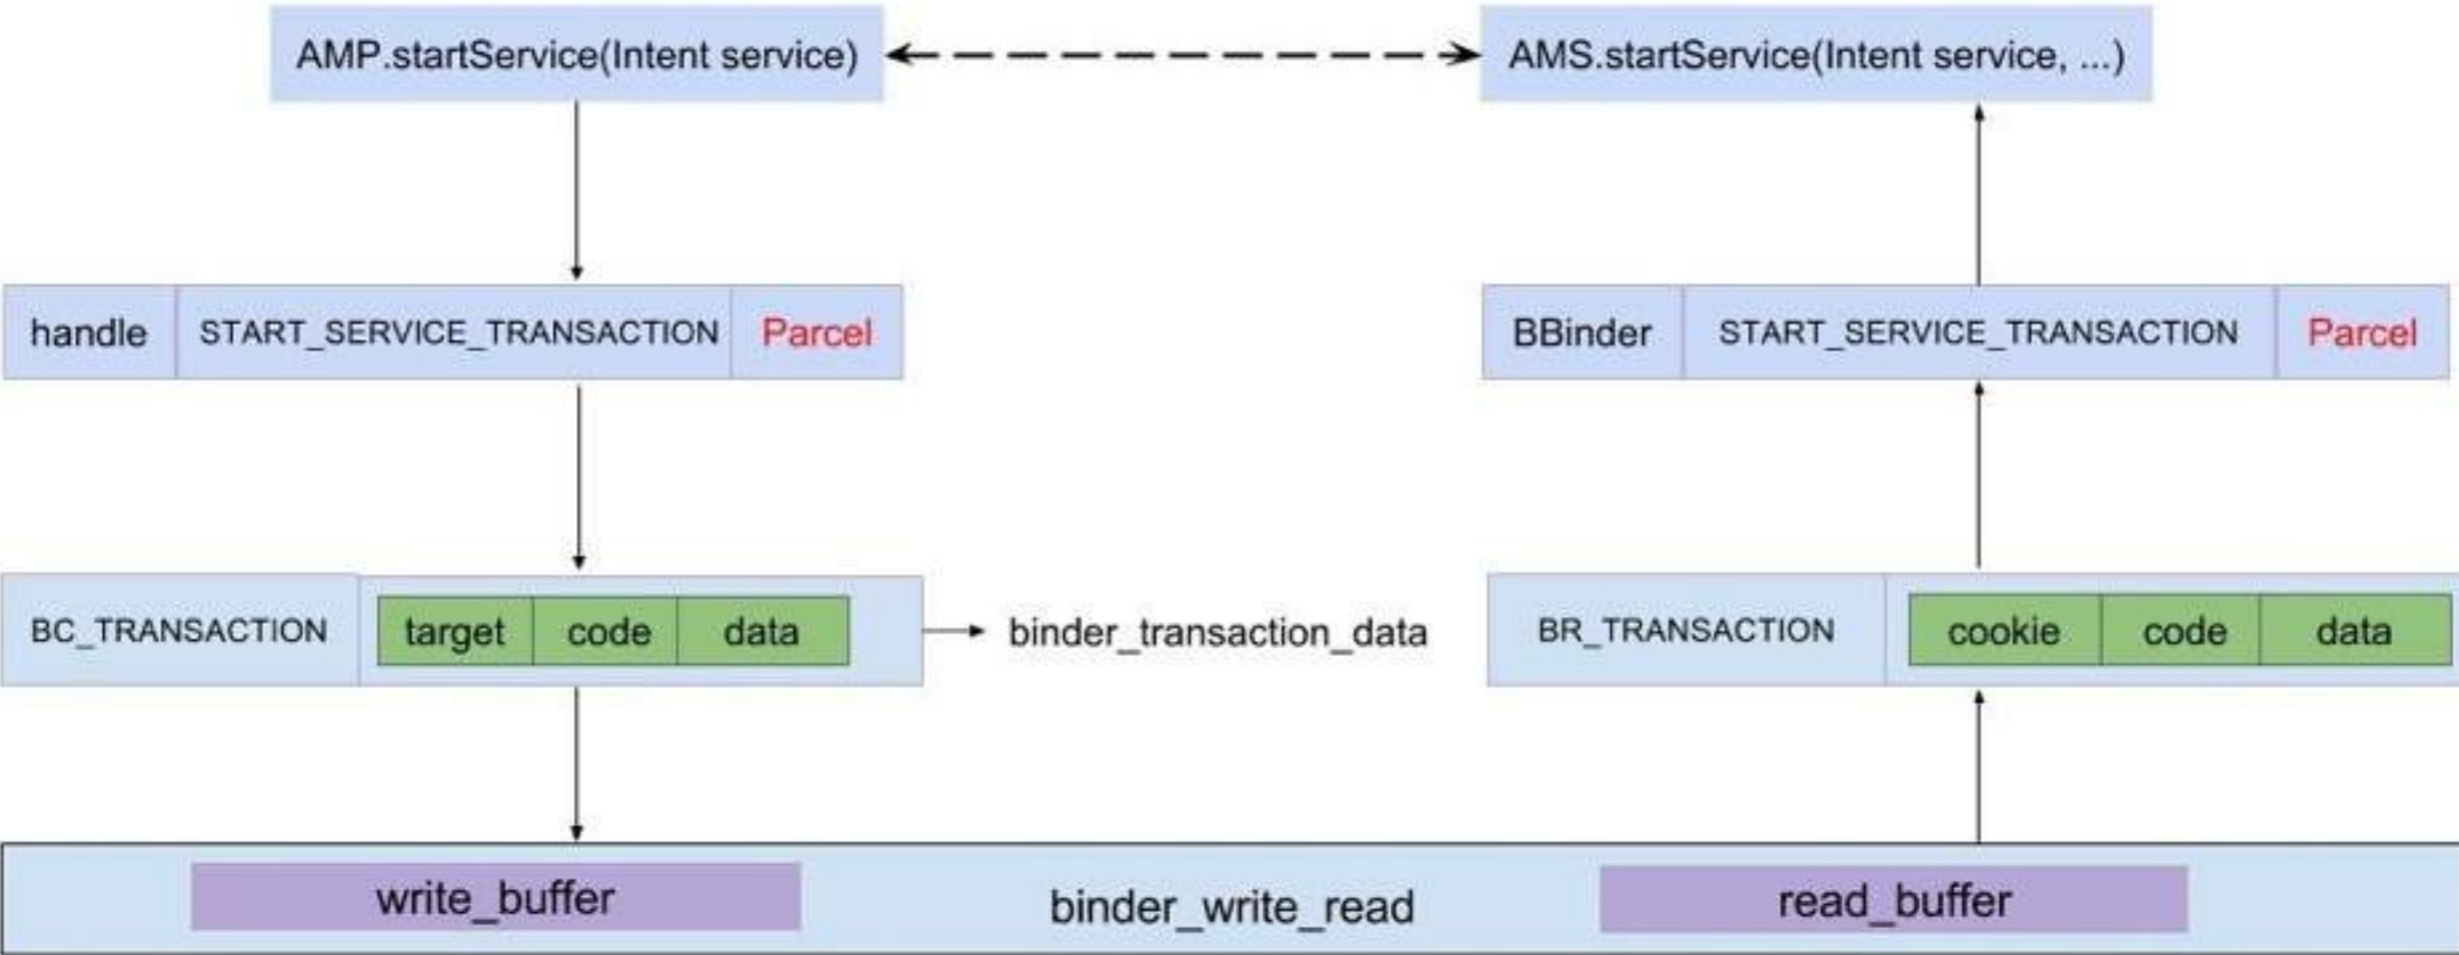 AMP.startService(Intent service)
AMS.startService(Intent service, ...)
handle START_SERVICE_TRANSACTION Parcel
BBinder START_SERVICE_TRANSACTION Parcel
BC_TRANSACTION target code data
binder_transaction_data
BR_TRANSACTION cookie code data
write_buffer
binder_write_read
read_buffer